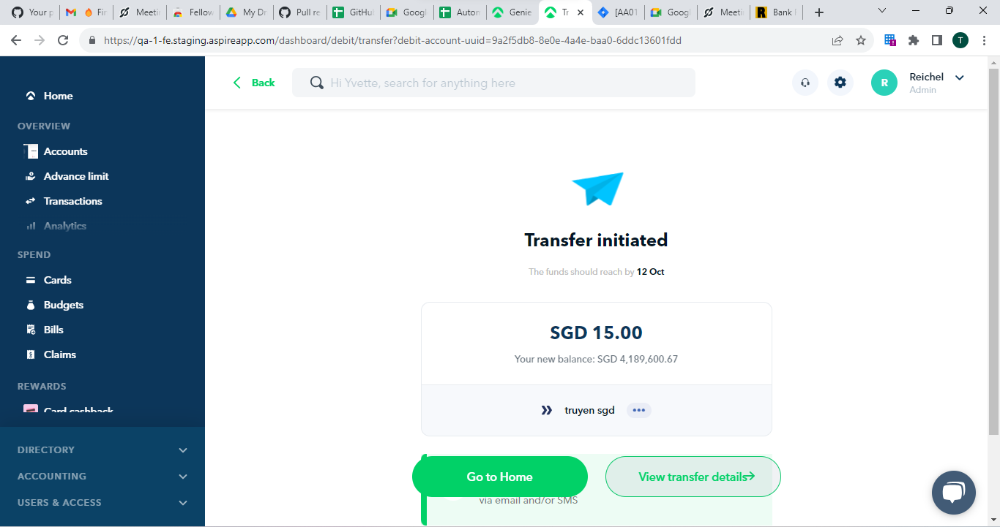 Your p
Fir
Meetin
Fellow
My Dr
Pull re
GitHu
Googl
Auton
Genie
Tr
[AA01
Googl
Meetin
Bank
https://qa-1-fe.staging.aspireapp.com/dashboard/debit/transfer?debit-account-uuid=9a2f5db8-8e0e-4a4e-baa0-6ddc13601fdd
T
Back
Hi Yvette, search for anything here
R
Reichel
Admin
Home
OVERVIEW
Accounts
Advance limit
Transactions
Analytics
SPEND
Cards
Budgets
Bills
Claims
REWARDS
Card cashback
DIRECTORY
ACCOUNTING
USERS & ACCESS
Transfer initiated
The funds should reach by 12 Oct
SGD 15.00
Your new balance: SGD 4,189,600.67
truyen sgd
Go to Home
View transfer details
via email and/or SMS